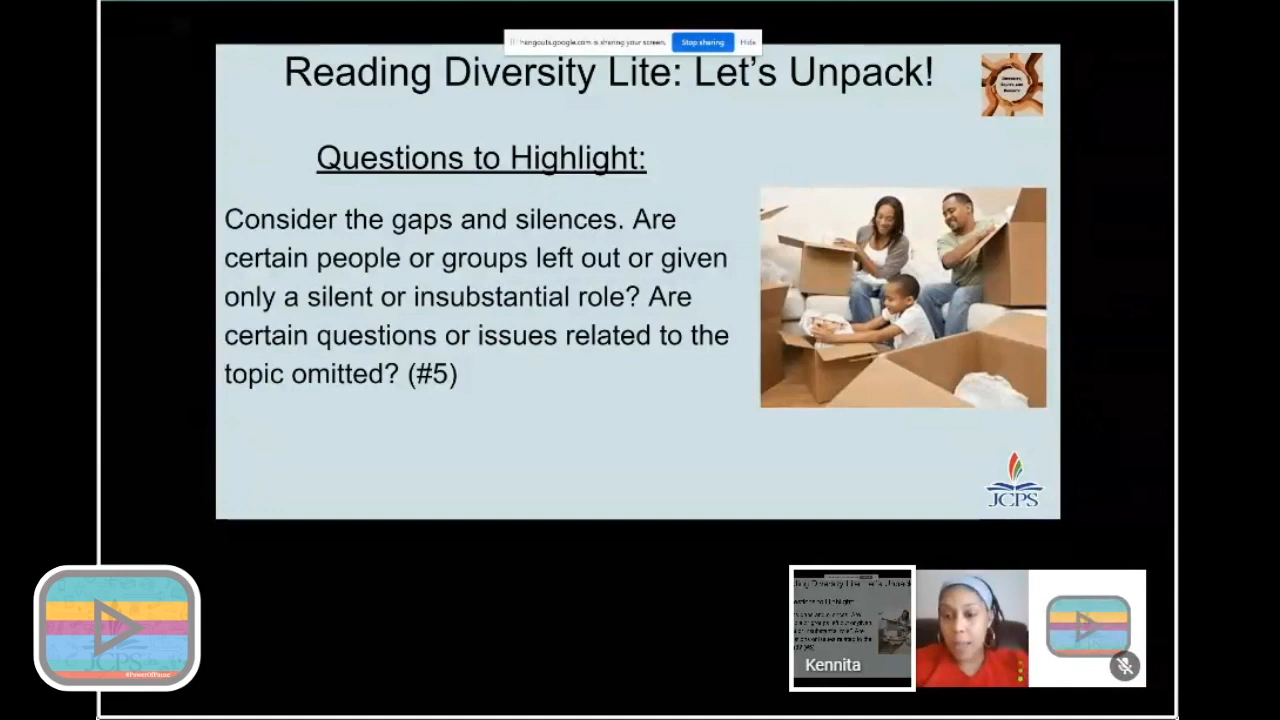 hangouts.google.com is sharing your screen.
Stop sharing
Hide
Reading Diversity Lite: Let's Unpack!
Questions to Highlight:
Consider the gaps and silences. Are
certain people or groups left out or given
only a silent or insubstantial role? Are
certain questions or issues related to the
topic omitted? (#5)
JCPS
JCPS
#PowerOfPause
Kennita